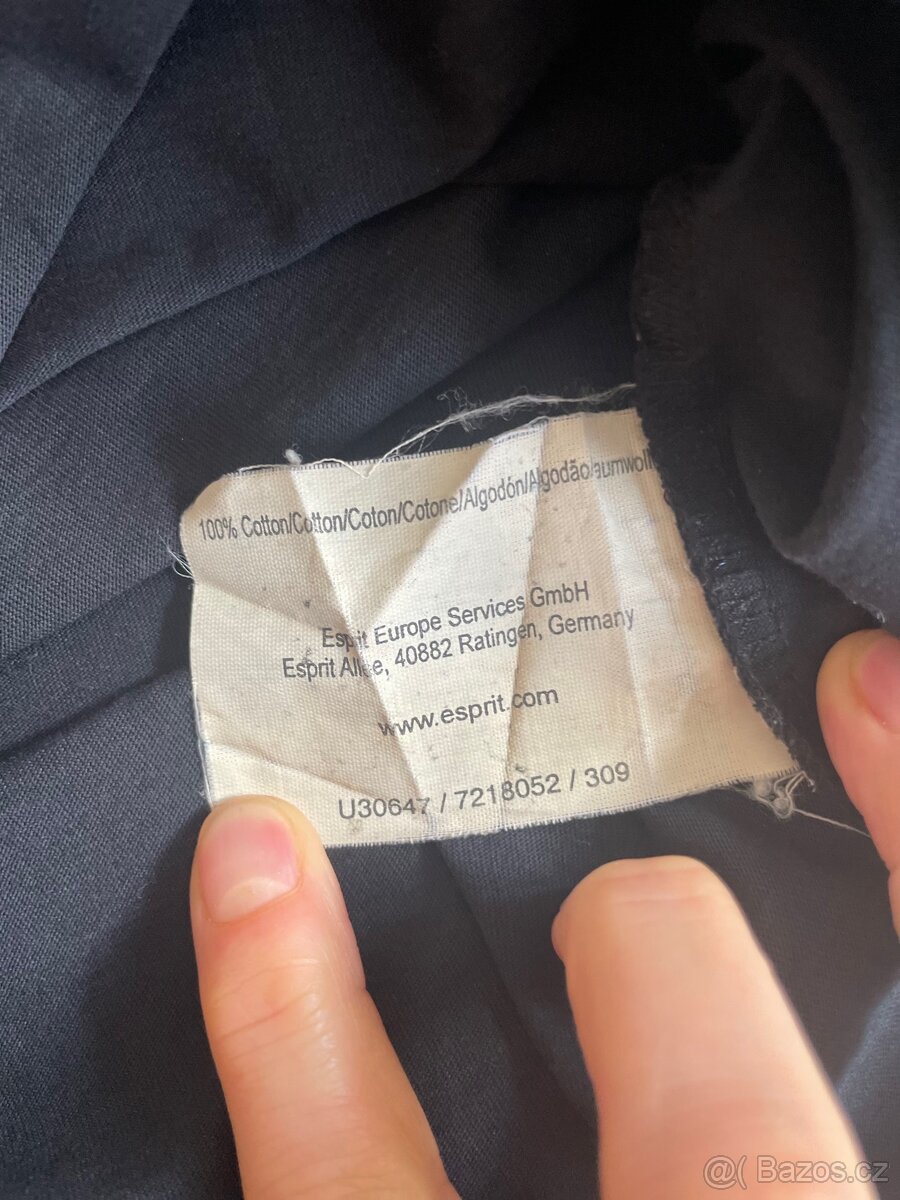 100% Cotton/Cotton/Coton/Cotone/Algodón/Algodão/aumwoll
Esprit Europe Services GmbH
Esprit Allee, 40882 Ratingen, Germany
www.esprit.com
U30647 / 7218052 / 309
@( Bazos.cz